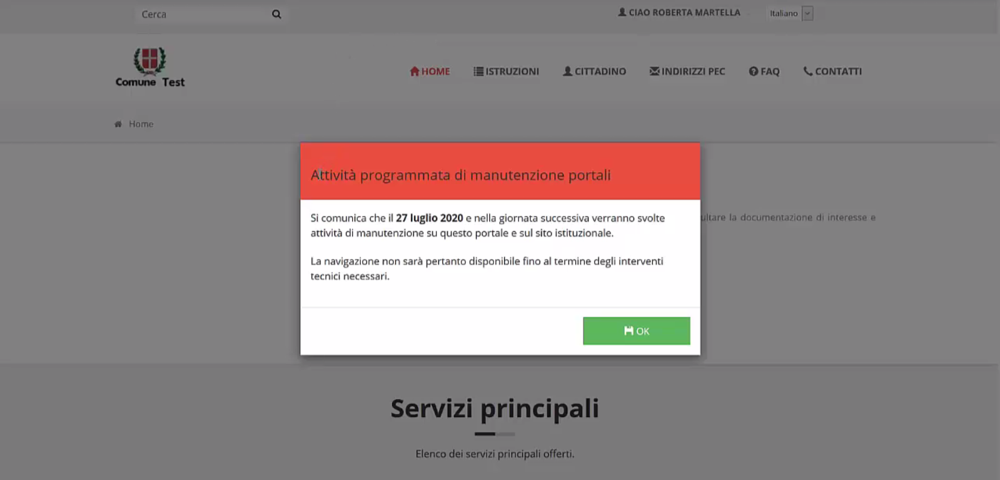 Cerca
CIAO ROBERTA MARTELLA
Italiano
Comune Test
HOME
ISTRUZIONI
CITTADINO
INDIRIZZI PEC
FAQ
CONTATTI
Home
Attività programmata di manutenzione portali
Si comunica che il 27 luglio 2020 e nella giornata successiva verranno svolte
attività di manutenzione su questo portale e sul sito istituzionale.
ultare la documentazione di interesse e
La navigazione non sarà pertanto disponibile fino al termine degli interventi
tecnici necessari.
OK
Servizi principali
Elenco dei servizi principali offerti.